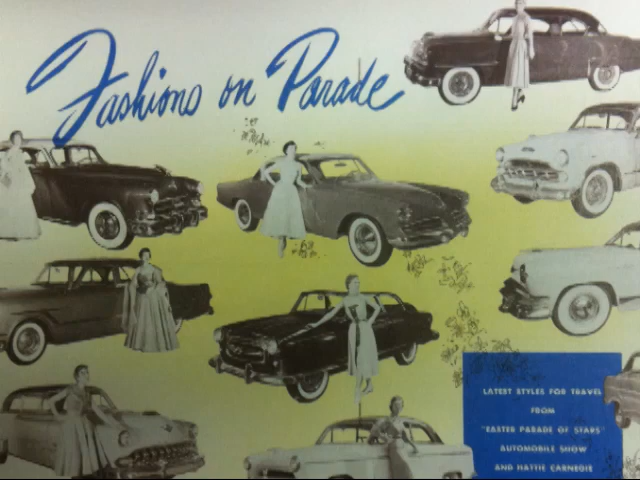 Fashions on Parade
LATEST STYLES FOR TRAVEL
FROM
"EASTER PARADE OF STARS"
AUTOMOBILE SHOW
AND HATTIE CARNEGIE